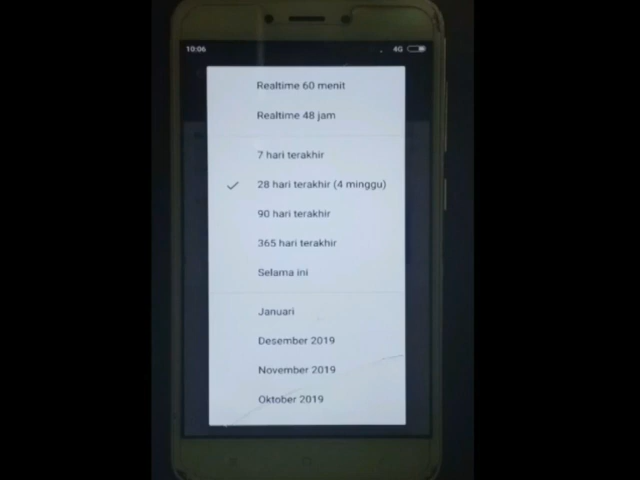 10:06
4G
Realtime 60 menit
Realtime 48 jam
7 hari terakhir
28 hari terakhir (4 minggu)
90 hari terakhir
365 hari terakhir
Selama ini
Januari
Desember 2019
November 2019
Oktober 2019